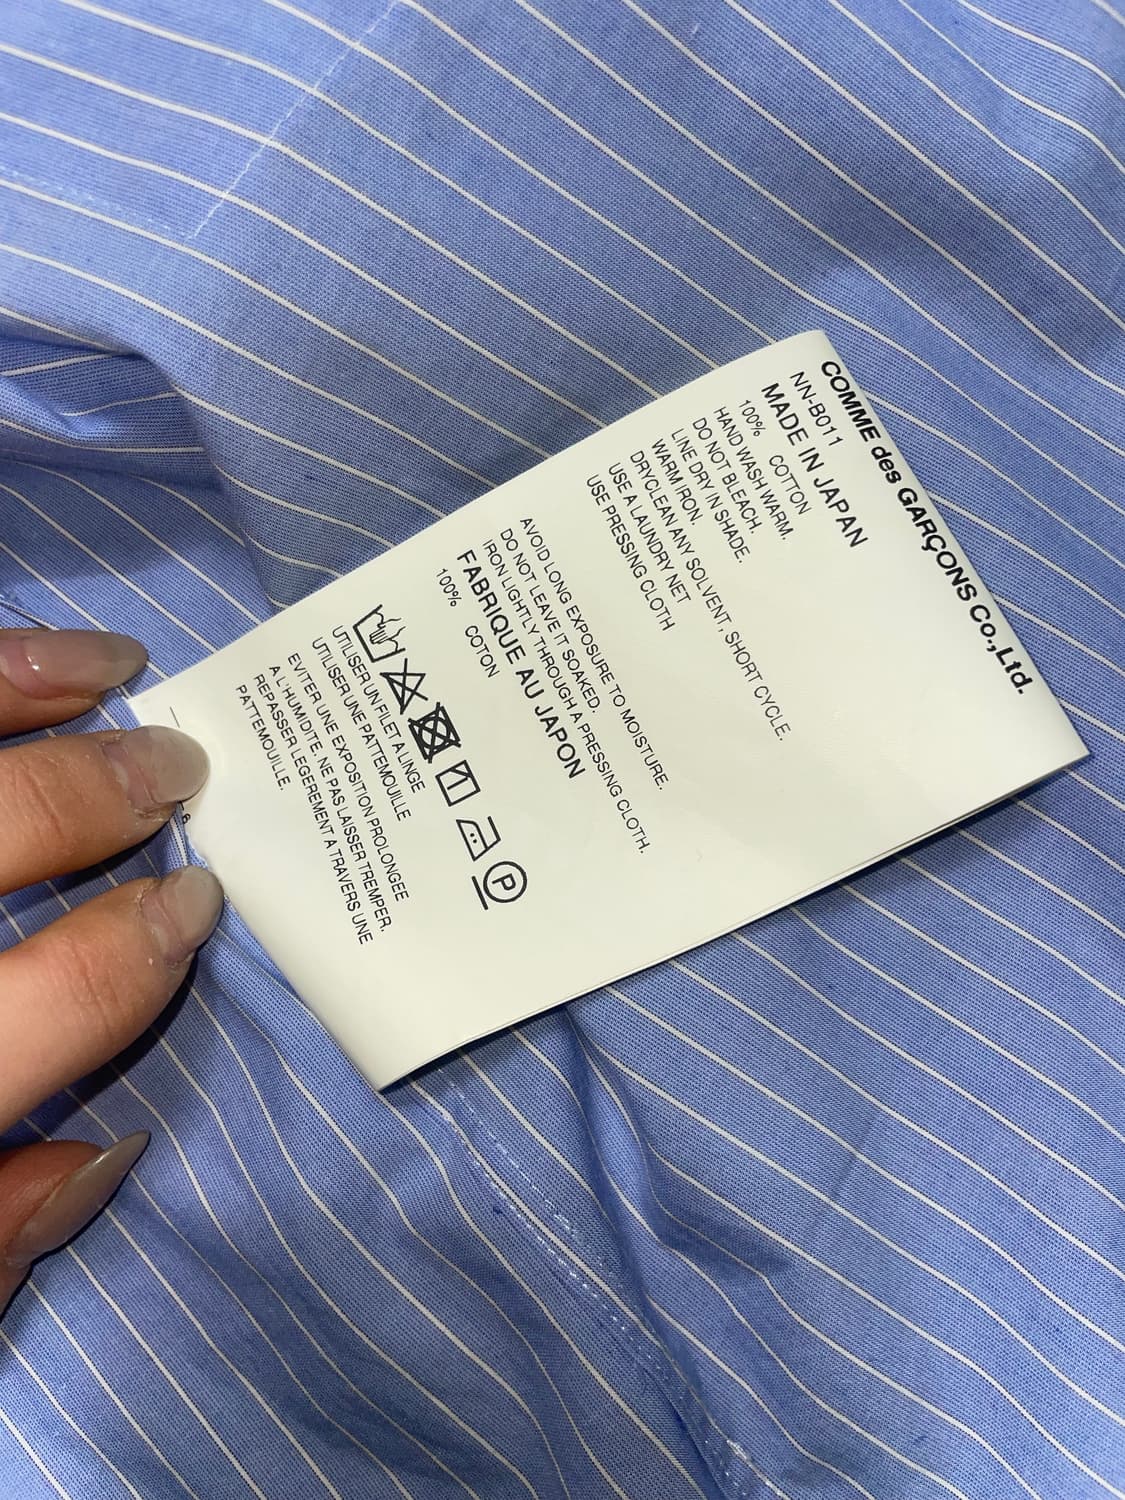 COMME des GARÇONS Co.,Ltd.
NN-B011
MADE IN JAPAN
100% COTTON
HAND WASH WARM.
DO NOT BLEACH.
LINE DRY IN SHADE.
WARM IRON.
DRYCLEAN ANY SOLVENT , SHORT CYCLE.
USE A LAUNDRY NET
USE PRESSING CLOTH
AVOID LONG EXPOSURE TO MOISTURE.
DO NOT LEAVE IT SOAKED.
IRON LIGHTLY THROUGH A PRESSING CLOTH.
FABRIQUE AU JAPON
100% COTON
P
UTILISER UN FILET A LINGE
UTILISER UNE PATTEMOUILLE
EVITER UNE EXPOSITION PROLONGEE
A L'HUMIDITE. NE PAS LAISSER TREMPER.
REPASSER LEGEREMENT A TRAVERS UNE
PATTEMOUILLE.